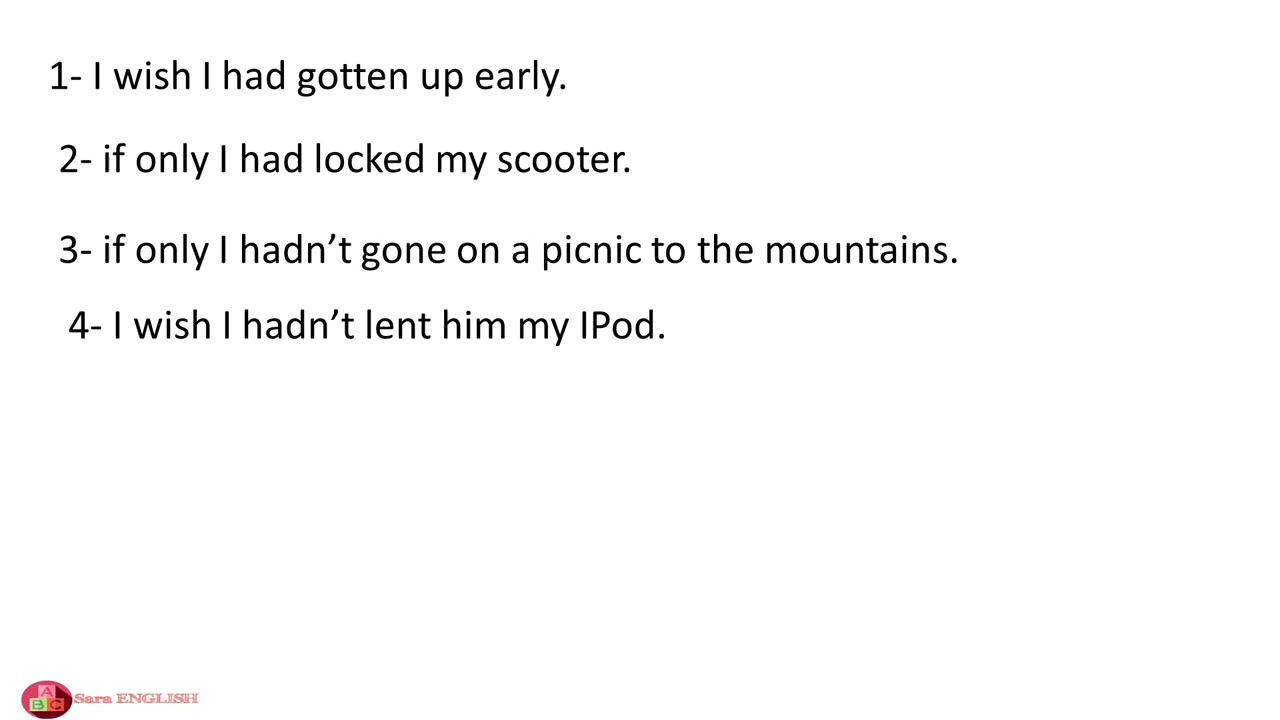 1- I wish I had gotten up early.
2- if only I had locked my scooter.
3- if only I hadn’t gone on a picnic to the mountains.
4- I wish I hadn’t lent him my IPod.
A
B C
Sara ENGLISH